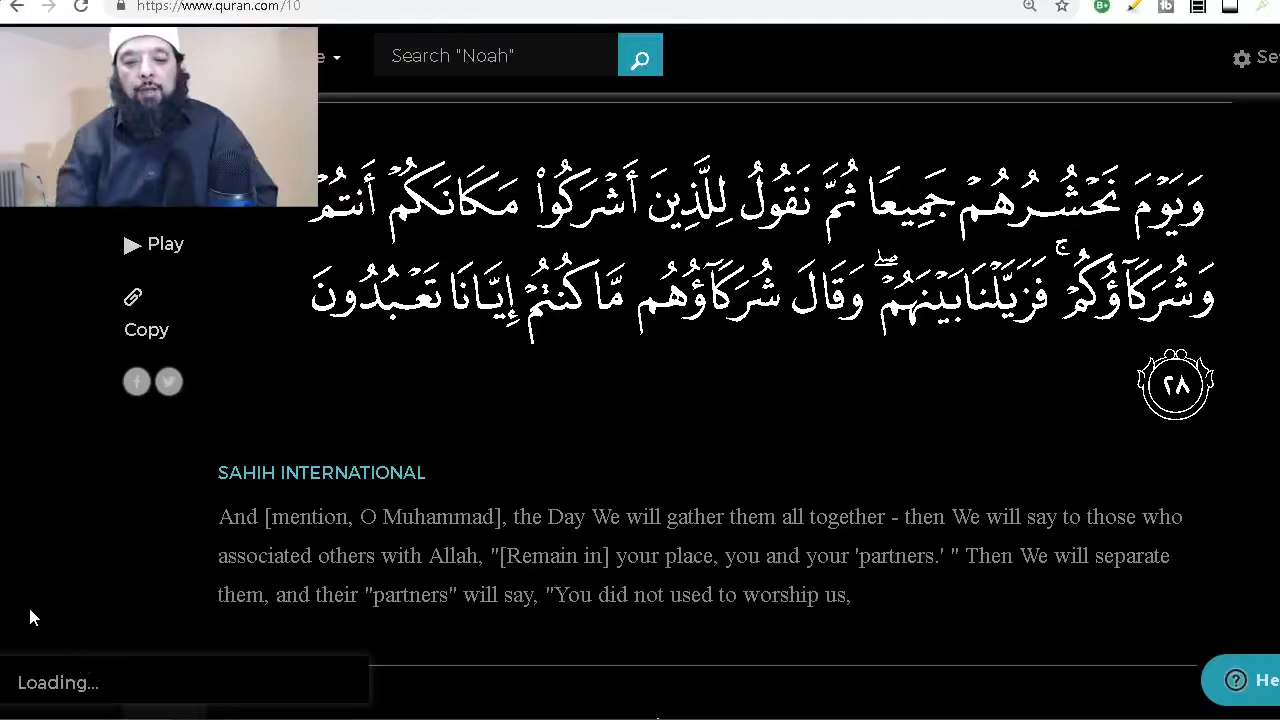 https://www.quran.com/10
e
Search "Noah"
Se
وَيَوْمَ نَحْشُرُهُمْ جَمِيعًا ثُمَّ نَقُولُ لِلَّذِينَ أَشْرَكُوا۟ مَكَانَكُمْ أَنتُمْ
وَشُرَكَآؤُكُمْ ۚ فَزَيَّلْنَا بَيْنَهُمْ ۖ وَقَالَ شُرَكَآؤُهُم مَّا كُنتُمْ إِيَّانَا تَعْبُدُونَ
٢٨
Play
Copy
SAHIH INTERNATIONAL
And [mention, O Muhammad], the Day We will gather them all together - then We will say to those who
associated others with Allah, "[Remain in] your place, you and your 'partners.' " Then We will separate
them, and their "partners" will say, "You did not used to worship us,
Loading...
He